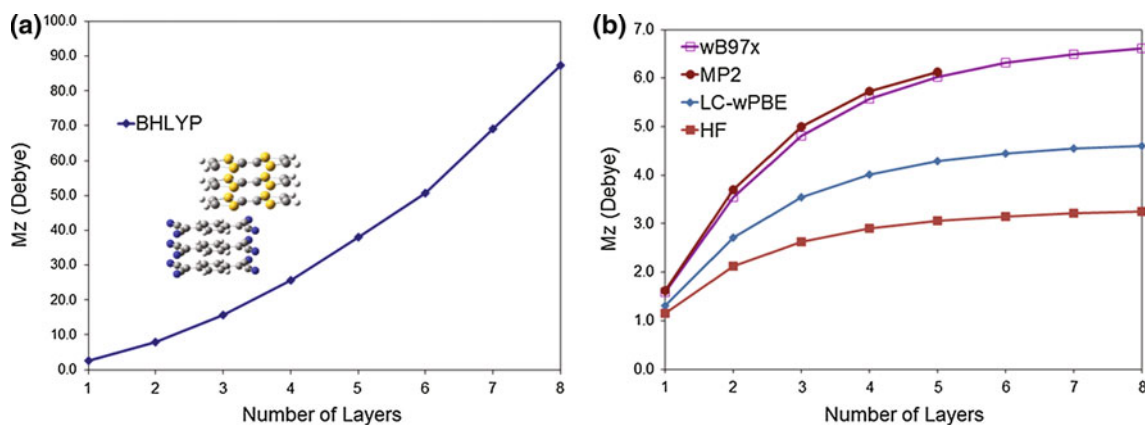 (a)
100.0
90.0
80.0
70.0
60.0
50.0
40.0
30.0
20.0
10.0
0.0
Mz (Debye)
BHLYP
1 2 3 4 5 6 7 8
Number of Layers
(b)
7.0
6.0
5.0
4.0
3.0
2.0
1.0
0.0
Mz (Debye)
wB97x
MP2
LC-wPBE
HF
1 2 3 4 5 6 7 8
Number of Layers